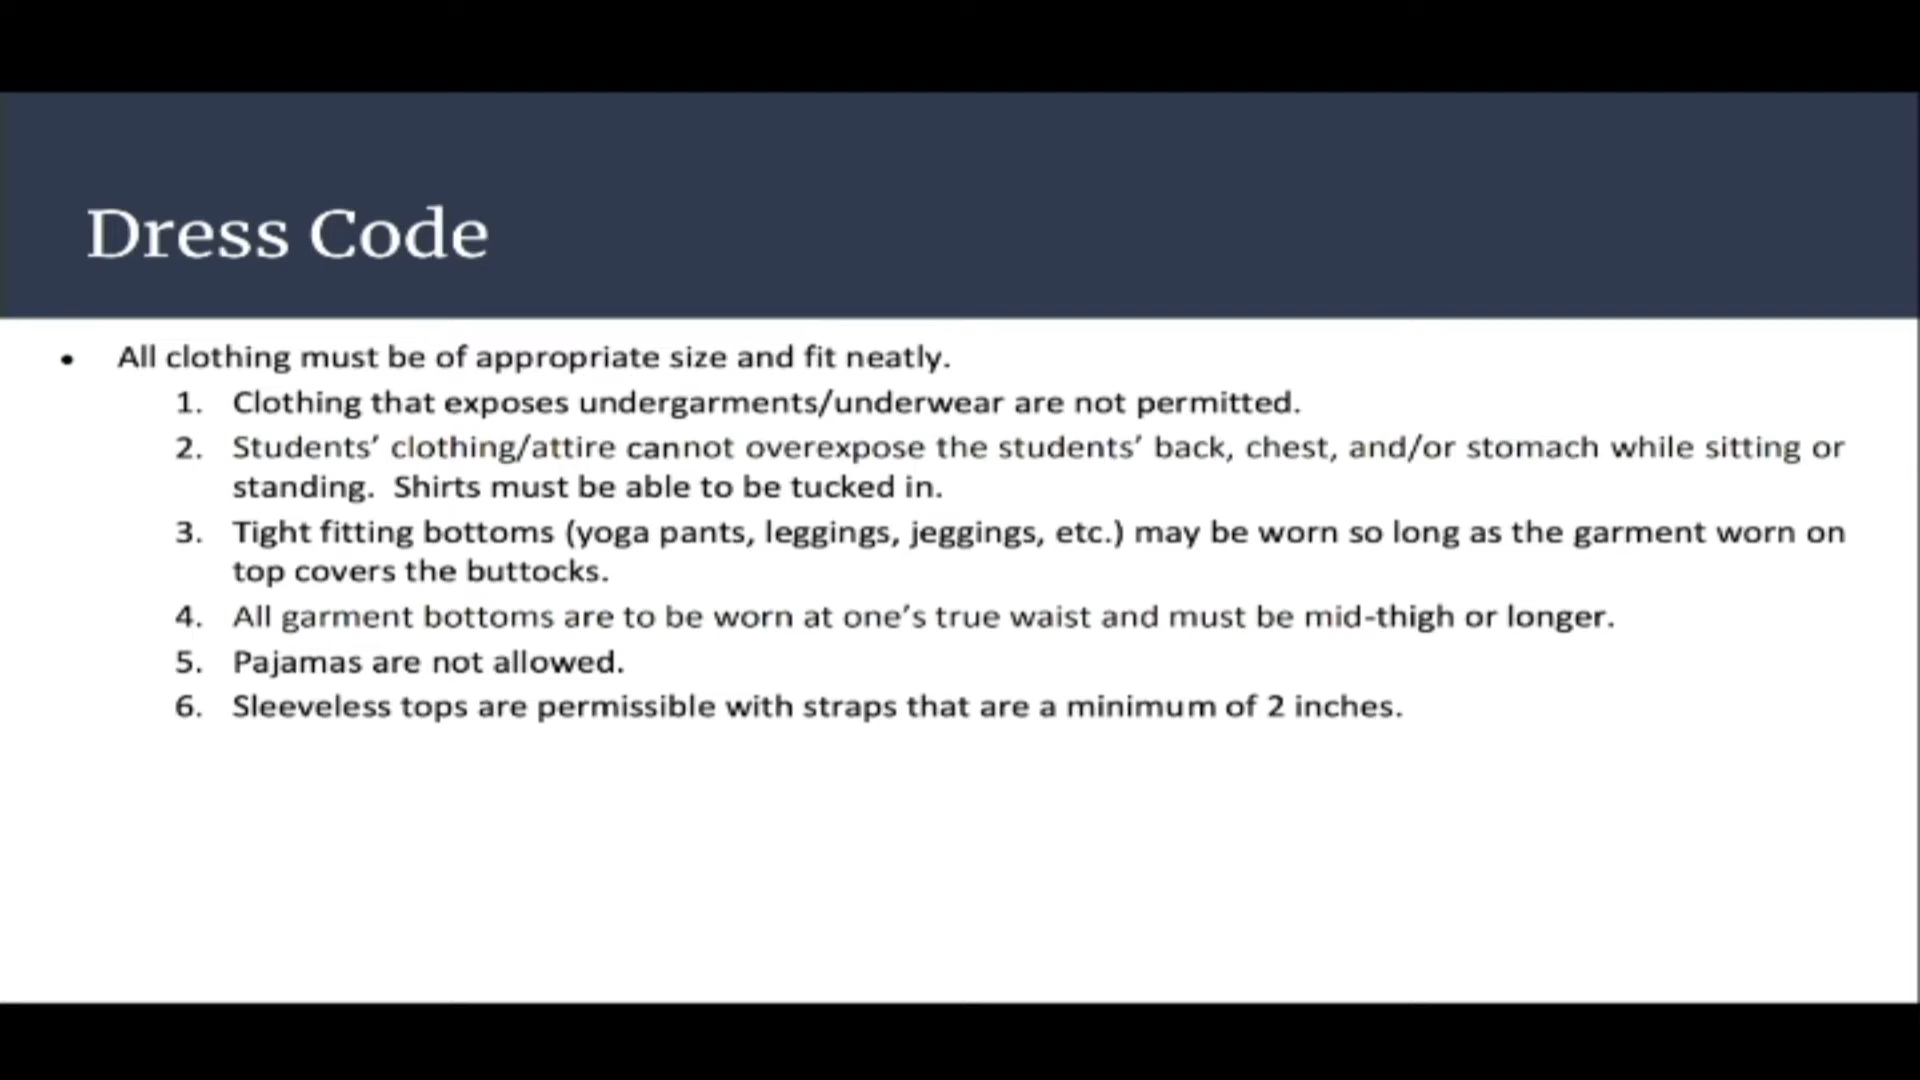 Dress Code
• All clothing must be of appropriate size and fit neatly.
1. Clothing that exposes undergarments/underwear are not permitted.
2. Students’ clothing/attire cannot overexpose the students’ back, chest, and/or stomach while sitting or
standing.  Shirts must be able to be tucked in.
3. Tight fitting bottoms (yoga pants, leggings, jeggings, etc.) may be worn so long as the garment worn on
top covers the buttocks.
4. All garment bottoms are to be worn at one’s true waist and must be mid-thigh or longer.
5. Pajamas are not allowed.
6. Sleeveless tops are permissible with straps that are a minimum of 2 inches.